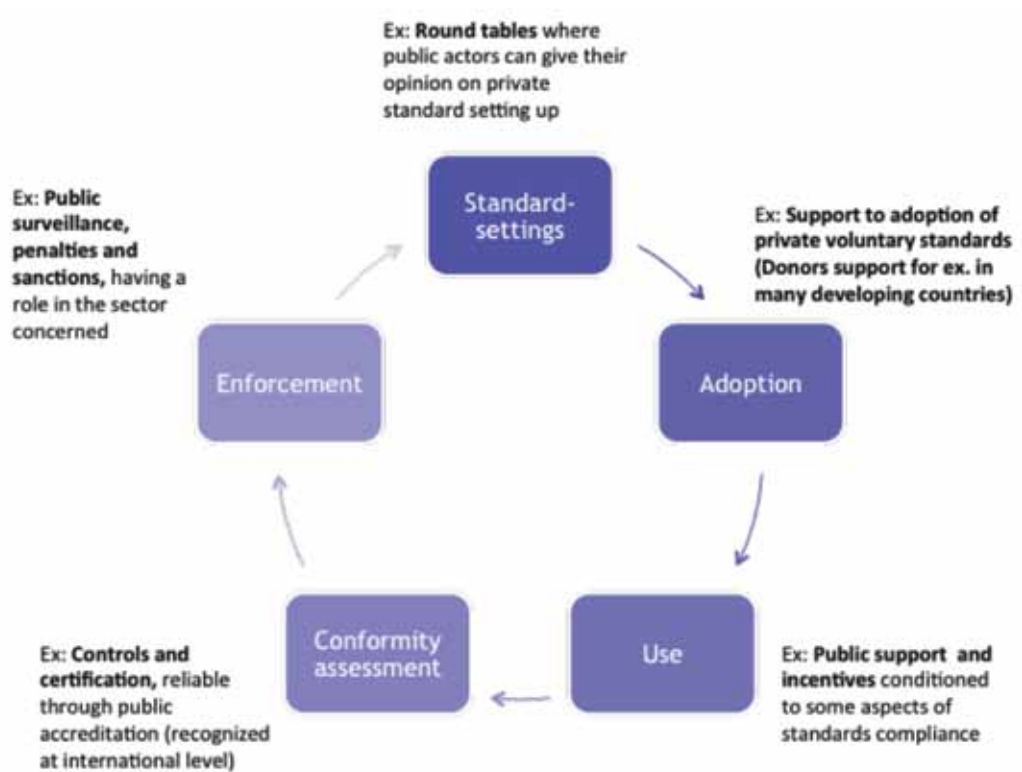 Ex: Round tables where
public actors can give their
opinion on private
standard setting up
Standard-
settings
Ex: Support to adoption of
private voluntary standards
(Donors support for ex. in
many developing countries)
Adoption
Ex: Public support and
incentives conditioned
to some aspects of
standards compliance
Use
Conformity
assessment
Ex: Controls and
certification, reliable
through public
accreditation (recognized
at international level)
Enforcement
Ex: Public
surveillance,
penalties and
sanctions, having a
role in the sector
concerned